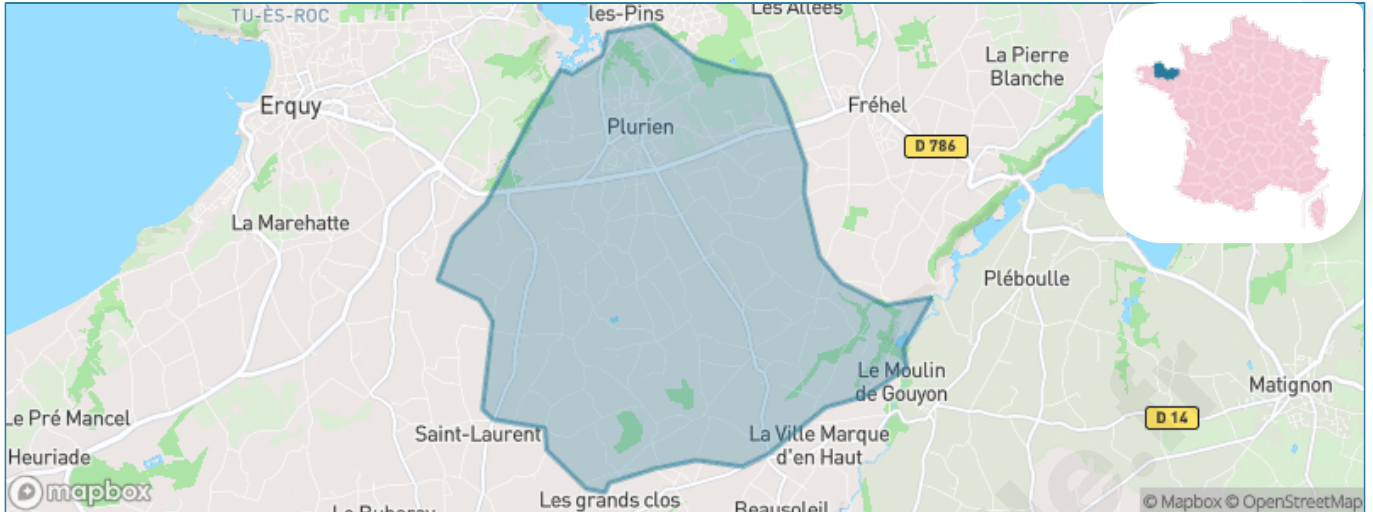 TU-ÈS-ROC
les-Pins
Les Allées
La Pierre
Blanche
Erquy
Fréhel
Plurien
D 786
La Marehatte
Pléboulle
Le Moulin
de Gouyon
Matignon
Le Pré Mancel
D 14
Saint-Laurent
La Ville Marque
d'en Haut
Heuriade
mapbox
Les grands clos
Beausoleil
© Mapbox © OpenStreetMap